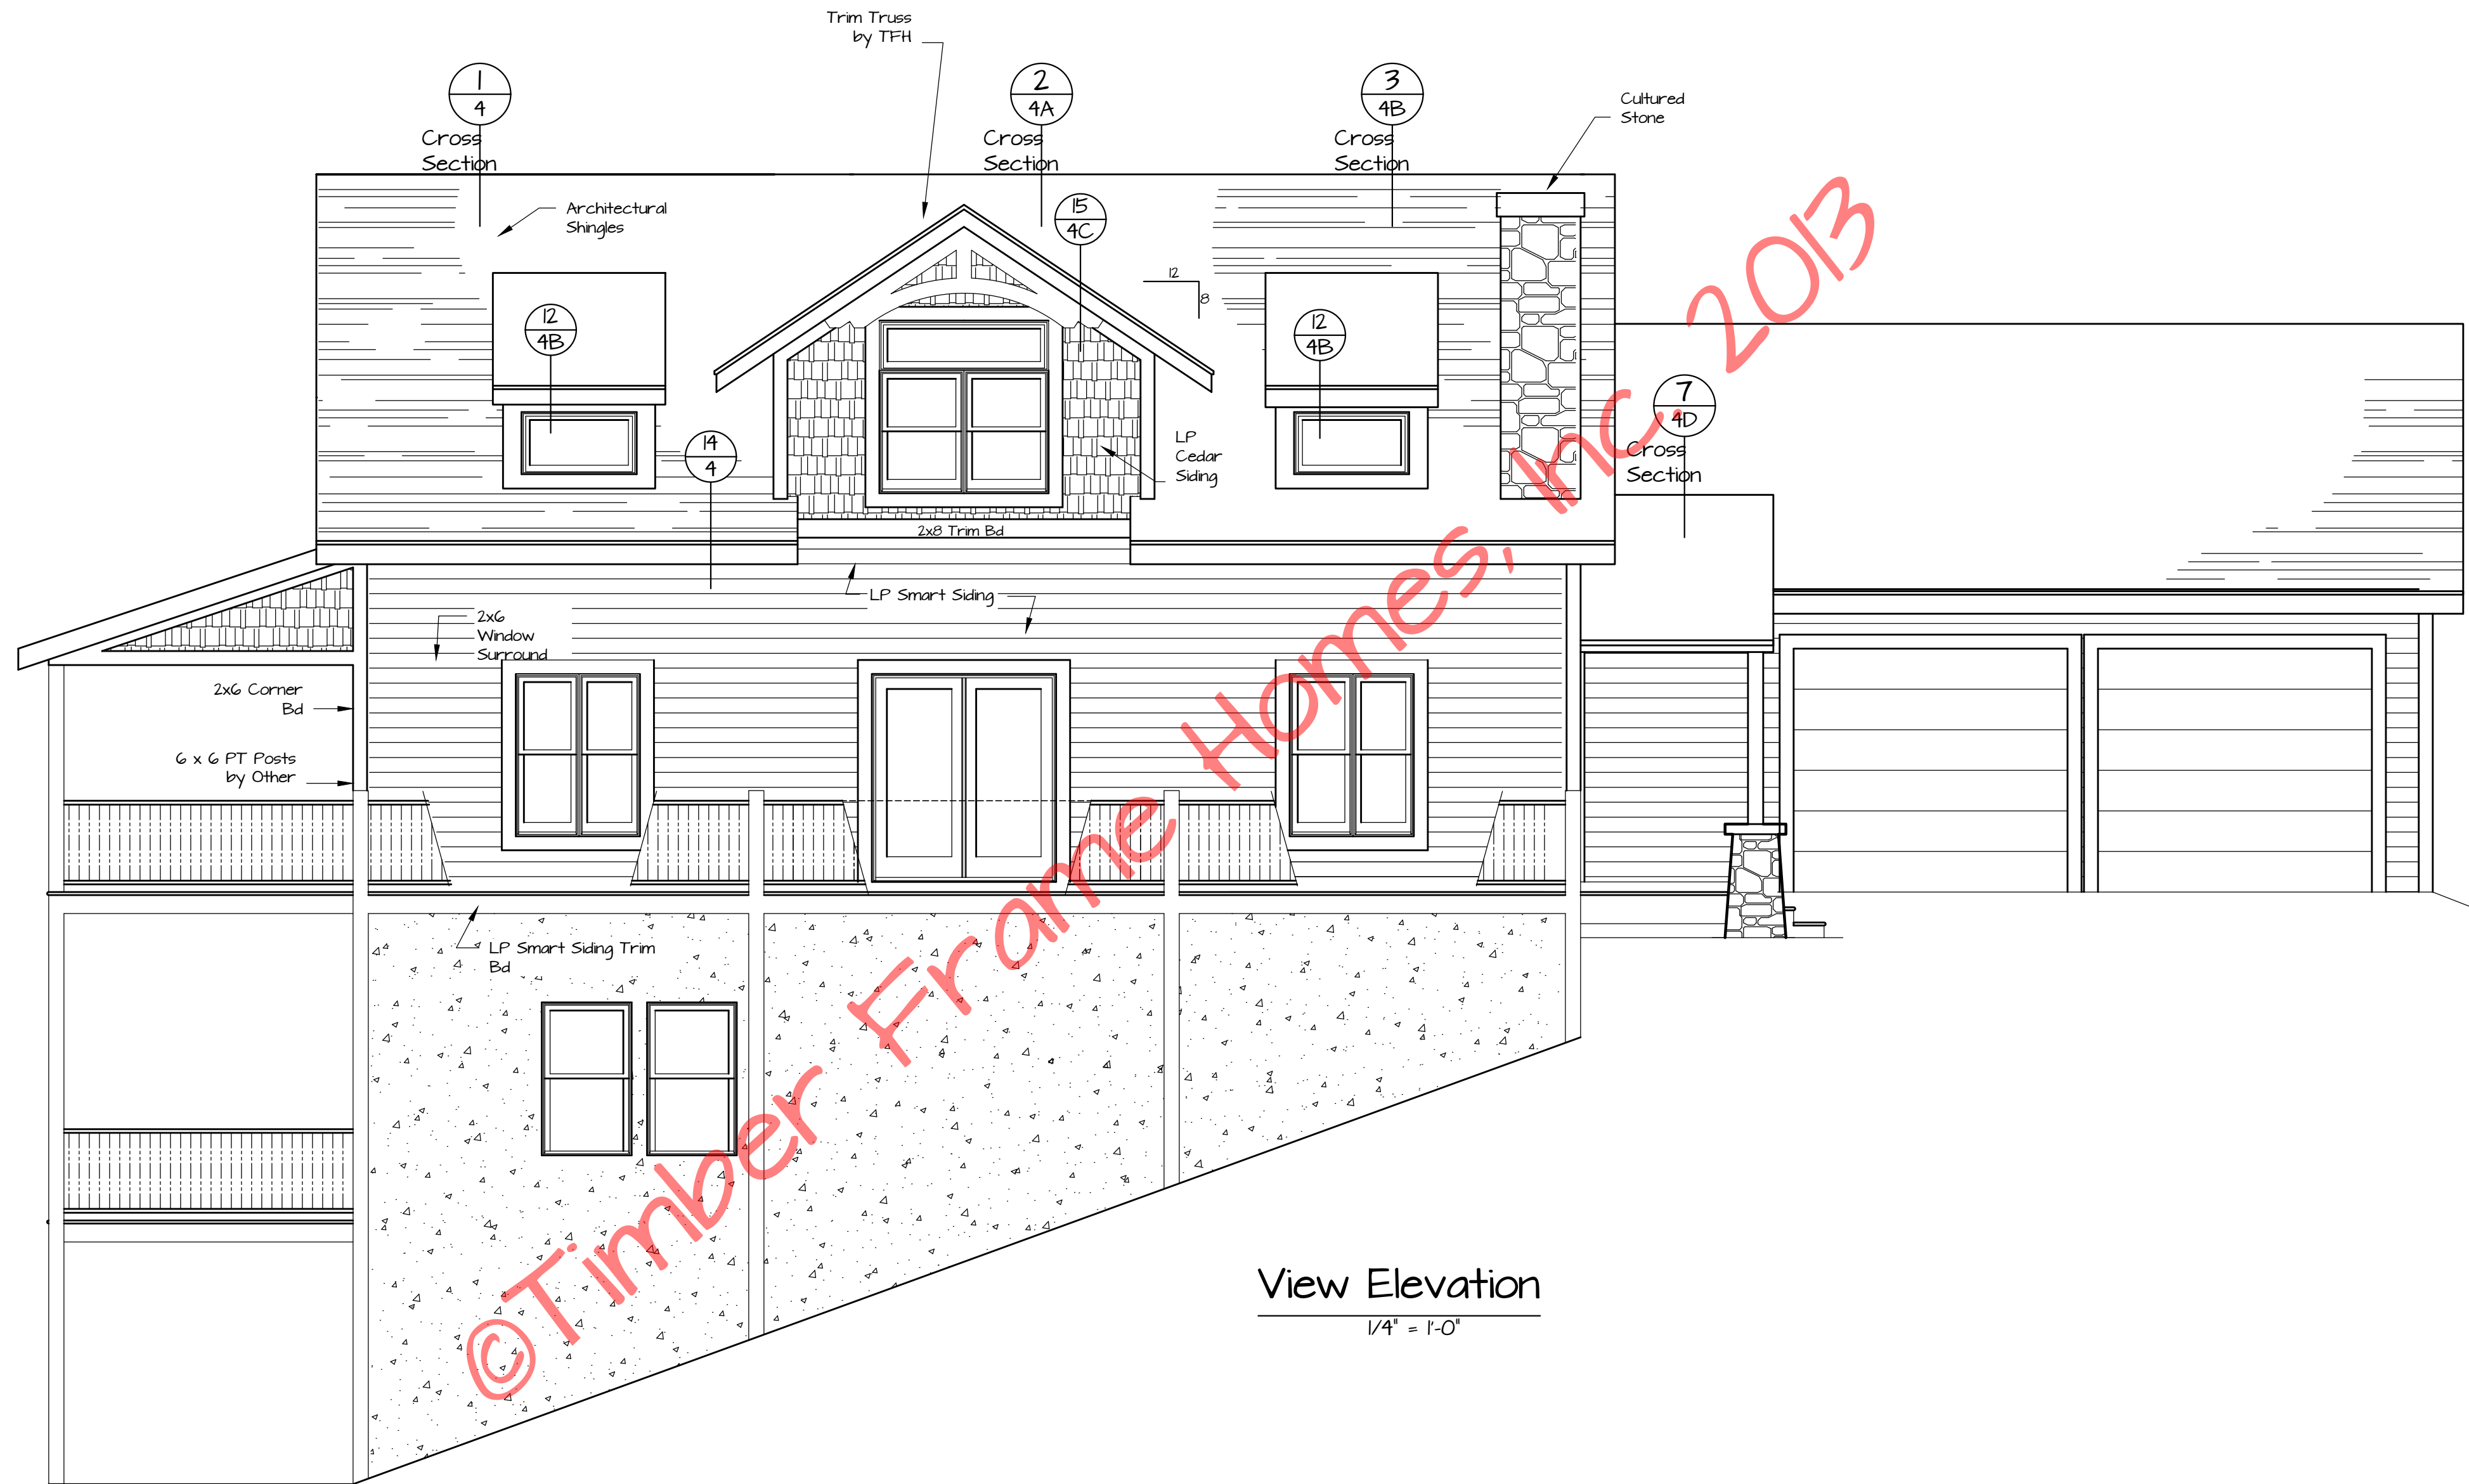 Trim Truss
by TFH
1
4
Cross
Section
2
4A
Cross
Section
3
4B
Cross
Section
Cultured
Stone
Architectural
Shingles
15
4C
12
8
12
4B
12
4B
7
4D
Cross
Section
14
4
LP
Cedar
Siding
2x8 Trim Bd
LP Smart Siding
2x6
Window
Surround
2x6 Corner
Bd
6 x 6 PT Posts
by Other
LP Smart Siding Trim
Bd
©Timber Frame Homes, Inc. 2013
View Elevation
1/4" = 1'-0"